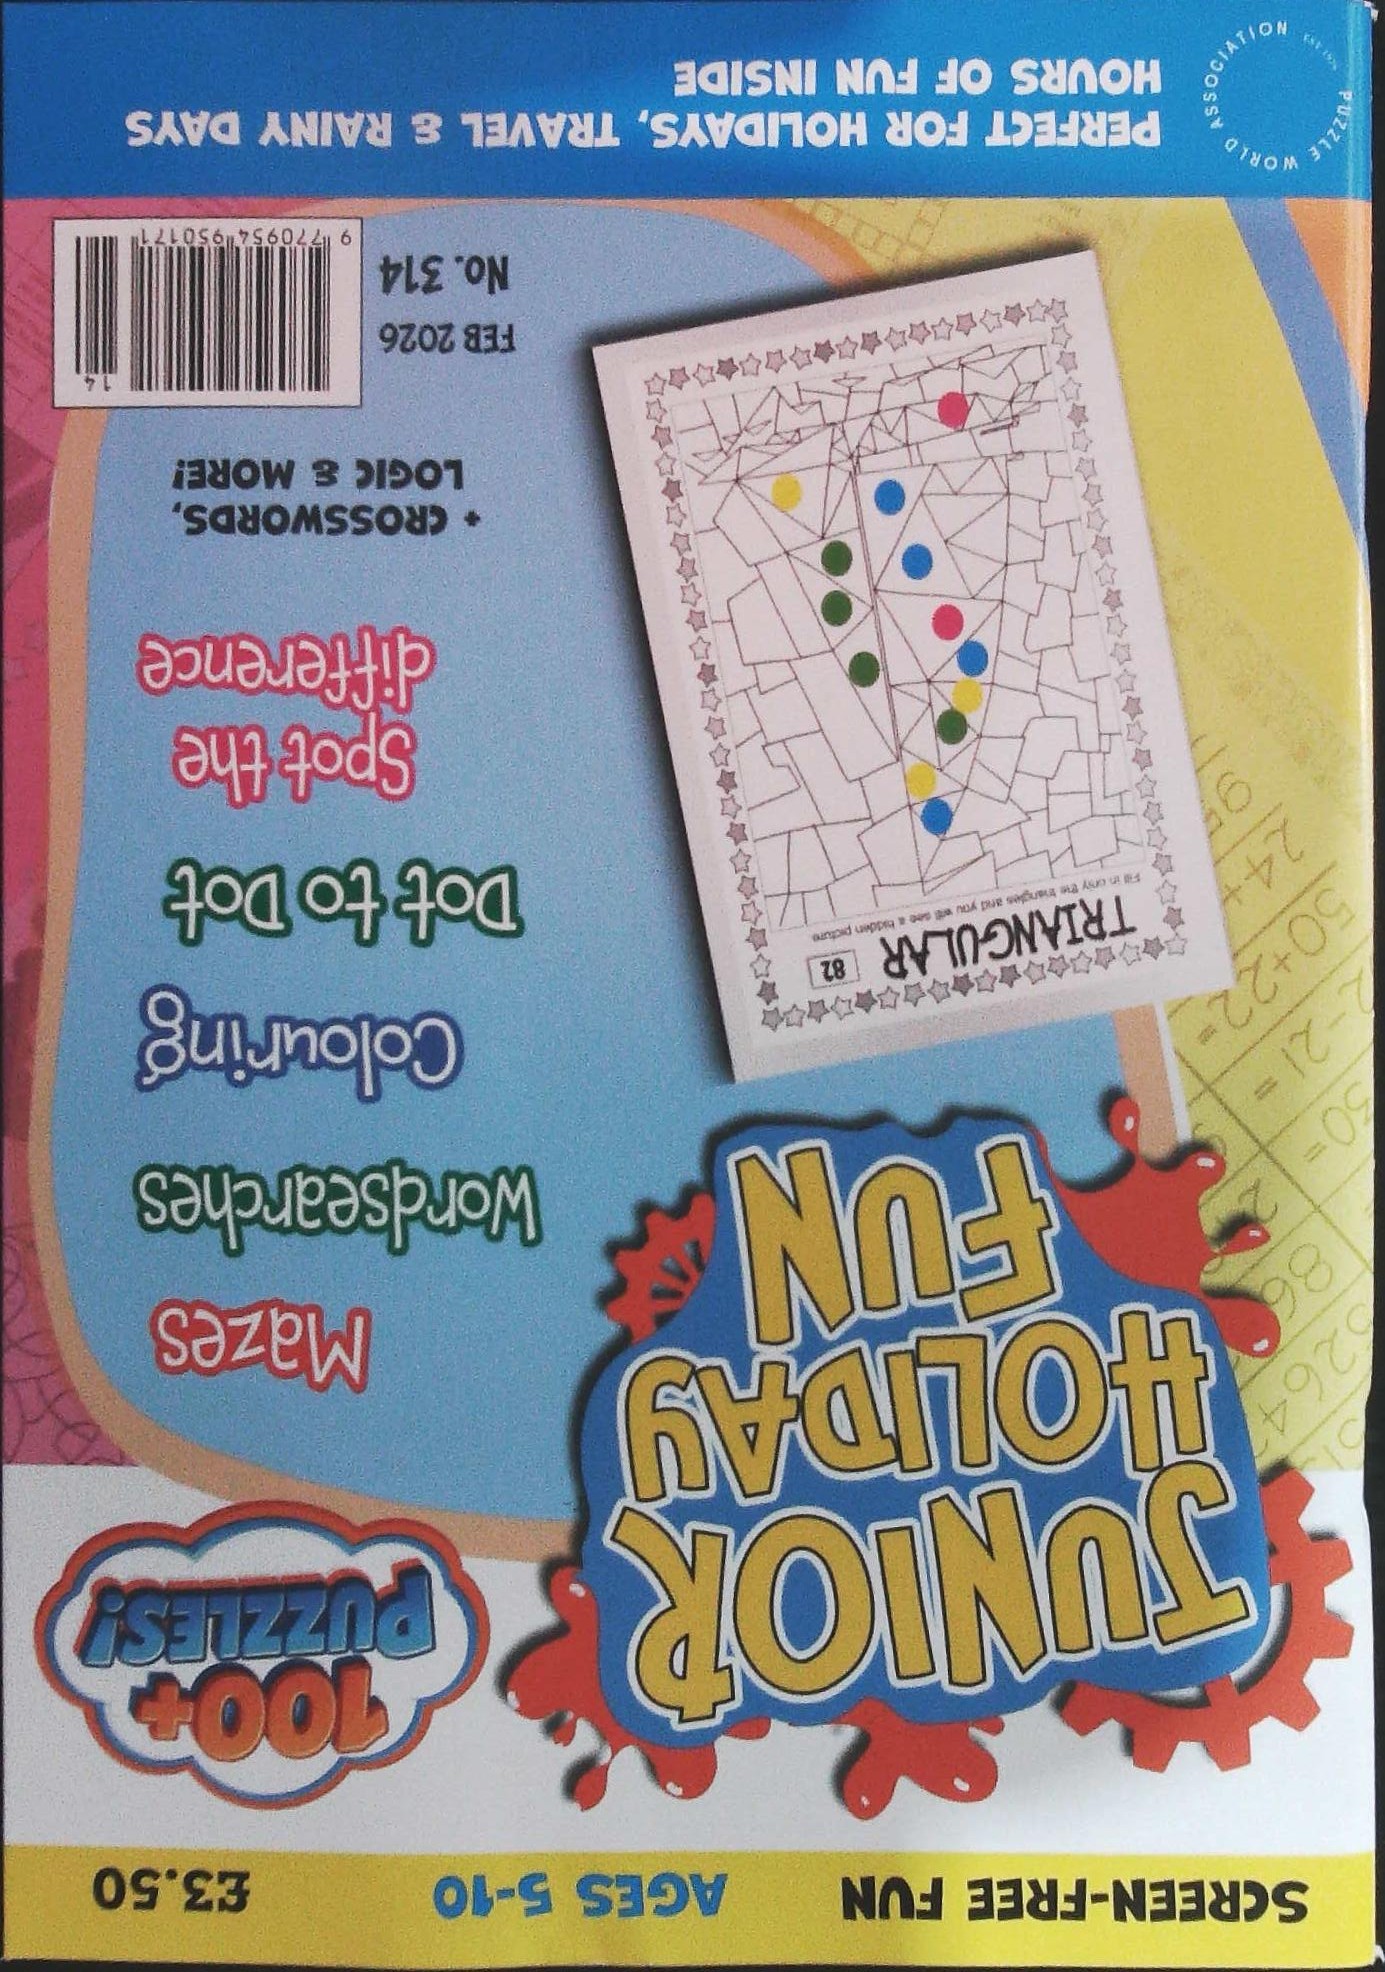 SCREEN-FREE FUN
AGES 5-10
£3.50
JUNIOR
HOLIDAY
FUN
100+
PUZZLES!
Mazes
Wordsearches
Colouring
Dot to Dot
Spot the
difference
+ CROSSWORDS,
LOGIC & MORE!
TRIANGULAR
82
Fill in only the triangles and you will see a hidden picture
FEB 2026
No. 314
14
9 770954 950171
PERFECT FOR HOLIDAYS, TRAVEL & RAINY DAYS
HOURS OF FUN INSIDE
PUZZLE WORLD ASSOCIATION